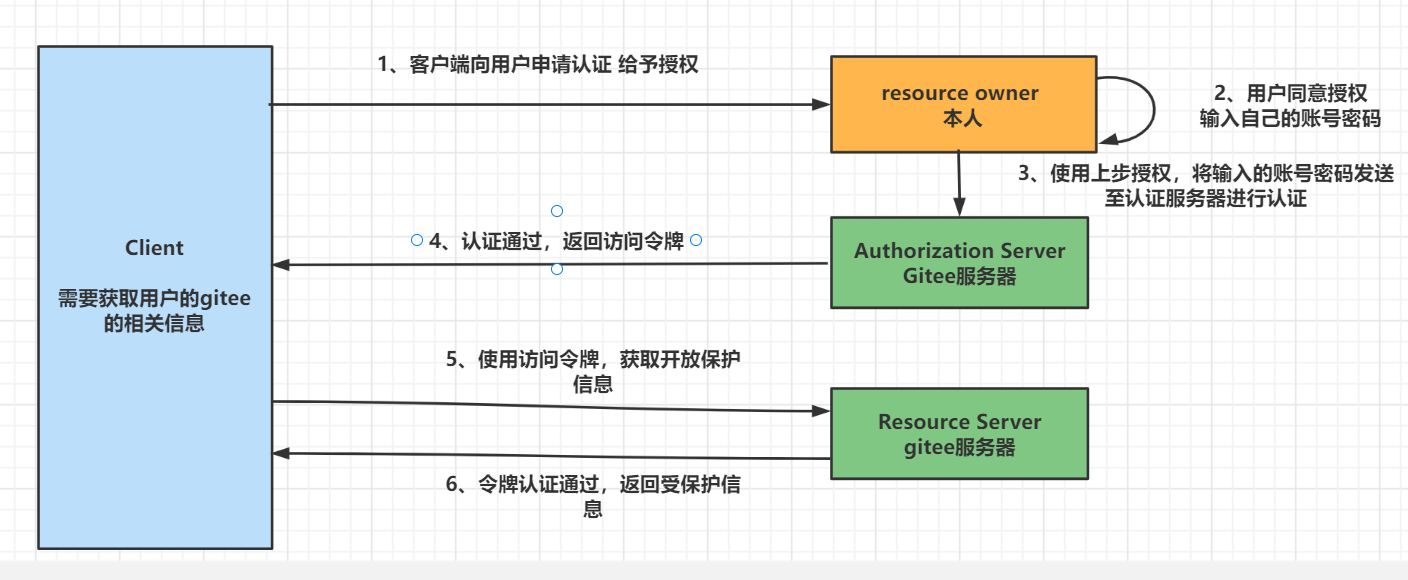 1、客户端向用户申请认证 给予授权
resource owner
本人
2、用户同意授权
输入自己的账号密码
3、使用上步授权，将输入的账号密码发送
至认证服务器进行认证
Client
需要获取用户的gitee
的相关信息
4、认证通过，返回访问令牌
Authorization Server
Gitee服务器
5、使用访问令牌，获取开放保护
信息
Resource Server
gitee服务器
6、令牌认证通过，返回受保护信
息